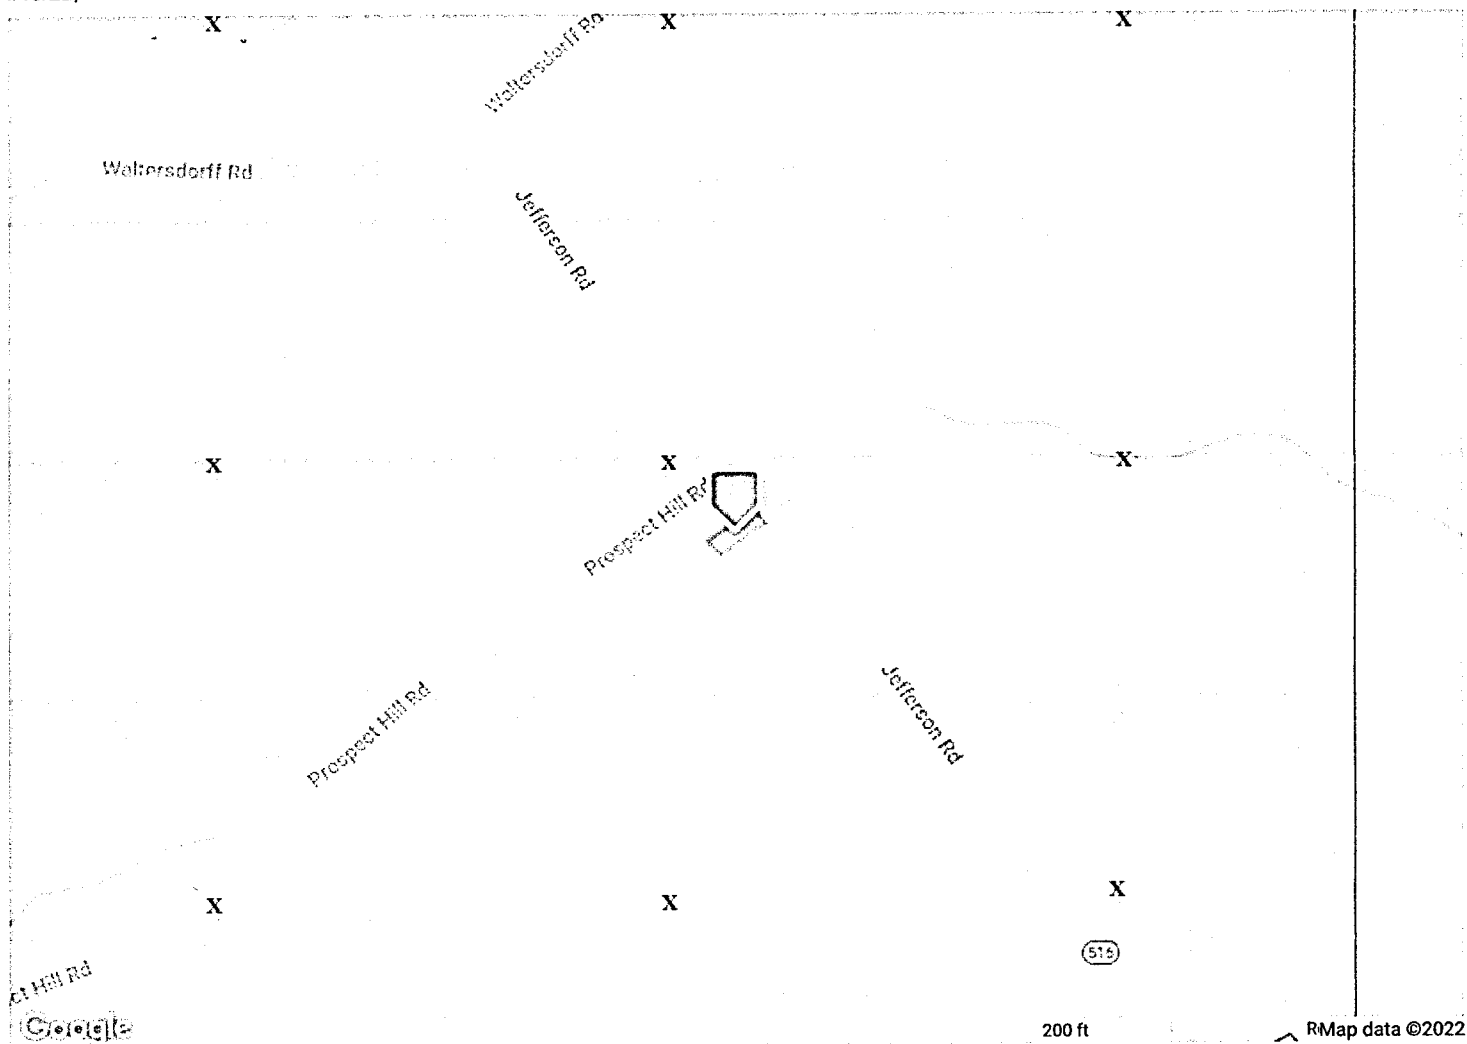 X X X
Waltersdorff Rd
Waltersdorff Rd
Jefferson Rd
X X X
Prospect Hill Rd
Jefferson Rd
Prospect Hill Rd
X X X
516
ct Hill Rd
Google
200 ft
Map data ©2022